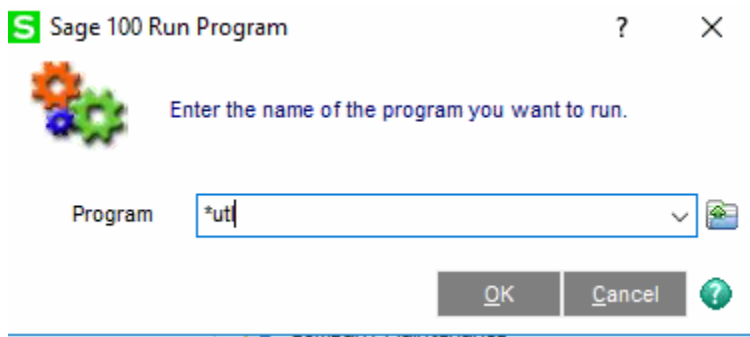 S Sage 100 Run Program ?
Enter the name of the program you want to run.
Program *utl
OK Cancel ?